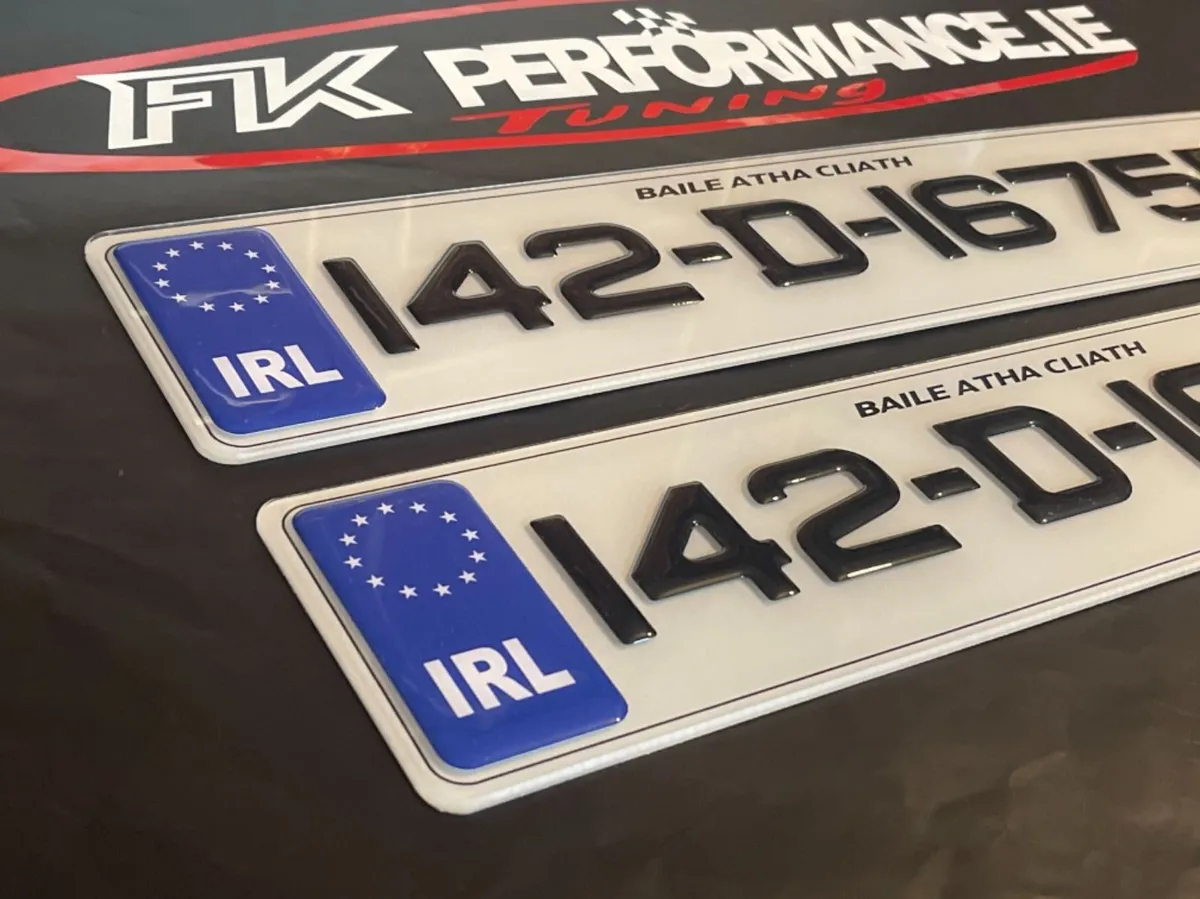 FK PERFORMANCE.IE
Tuning
BAILE ATHA CLIATH
IRL 142-D-1675
BAILE ATHA CLIATH
IRL 142-D-1